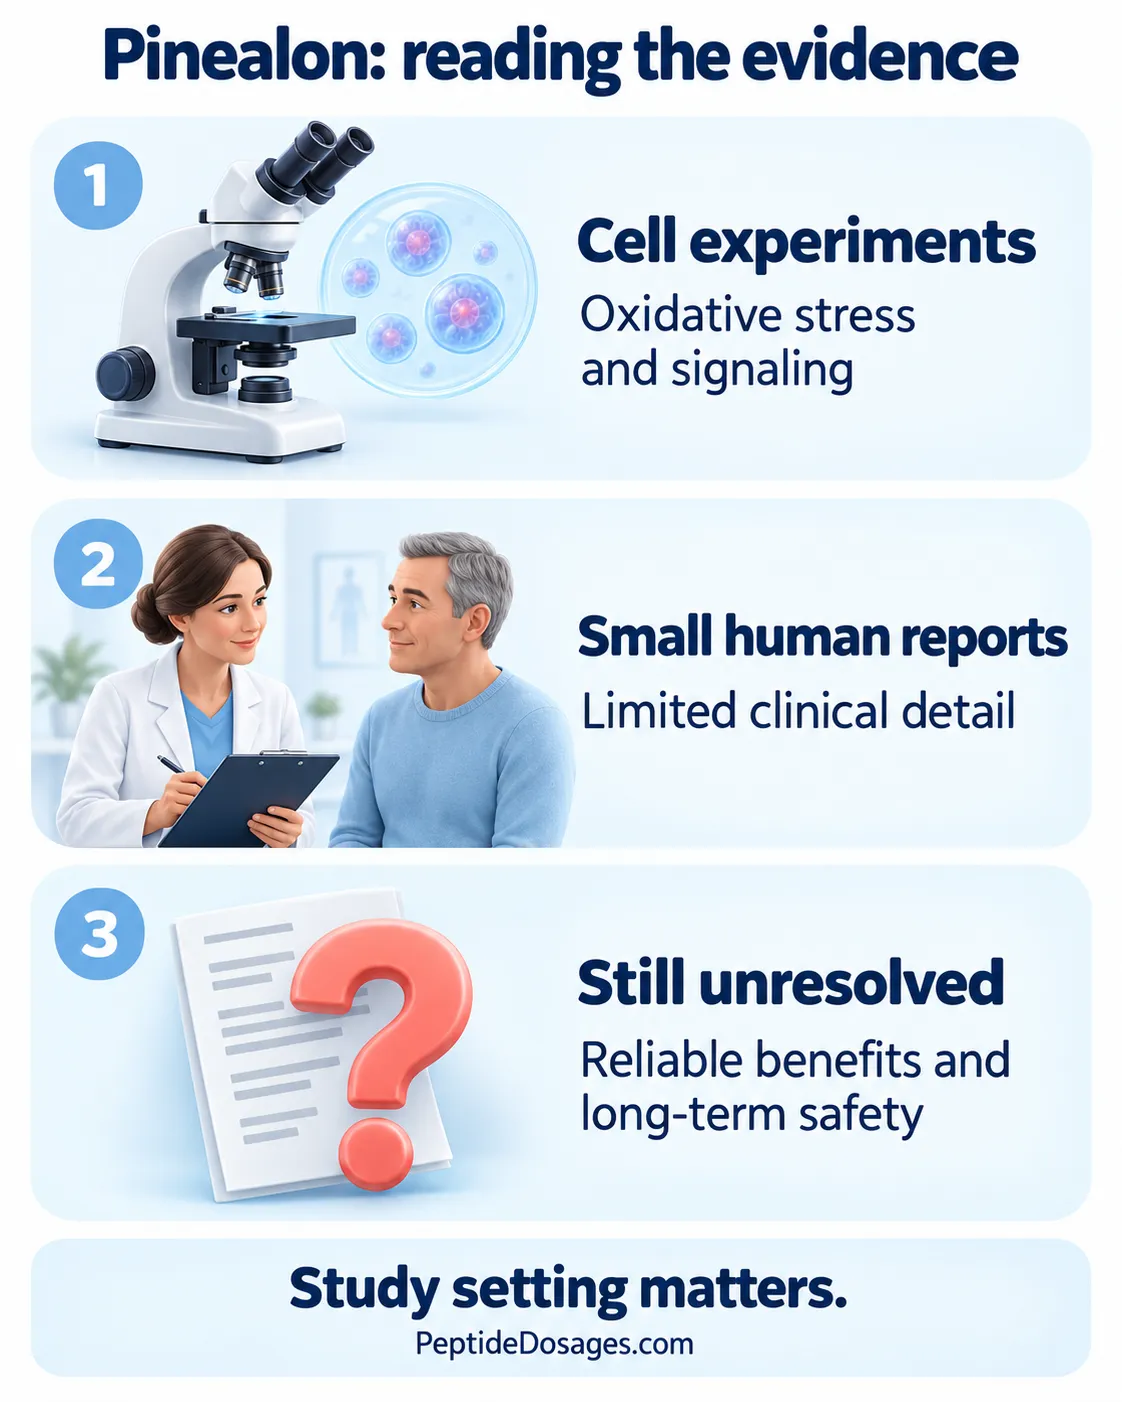 Pinealon: reading the evidence
1
Cell experiments
Oxidative stress
and signaling
2
Small human reports
Limited clinical detail
3
Still unresolved
Reliable benefits and
long-term safety
Study setting matters.
PeptideDosages.com